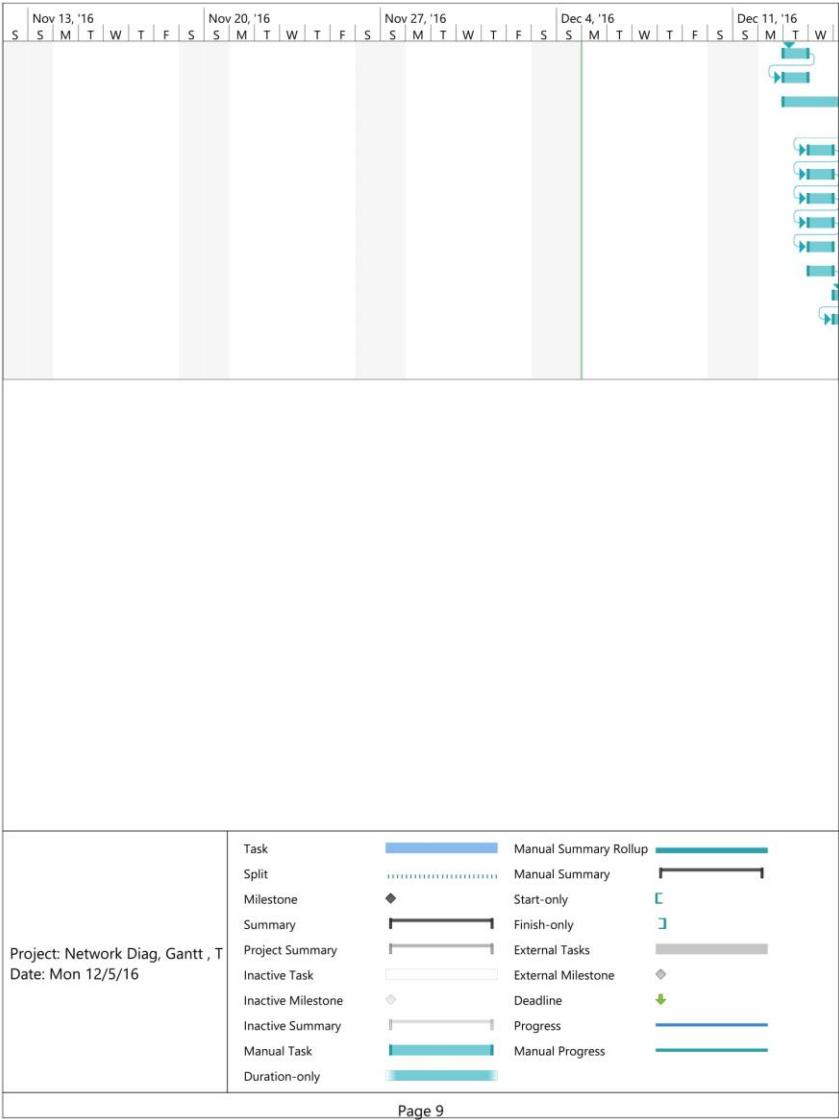 Nov 13, '16 Nov 20, '16 Nov 27, '16 Dec 4, '16 Dec 11, '16
S S M T W T F S S M T W T F S S M T W T F S S M T W T F S S M T W
Project: Network Diag, Gantt , T
Date: Mon 12/5/16
Task
Split
Milestone
Summary
Project Summary
Inactive Task
Inactive Milestone
Inactive Summary
Manual Task
Duration-only
Manual Summary Rollup
Manual Summary
Start-only
Finish-only
External Tasks
External Milestone
Deadline
Progress
Manual Progress
Page 9